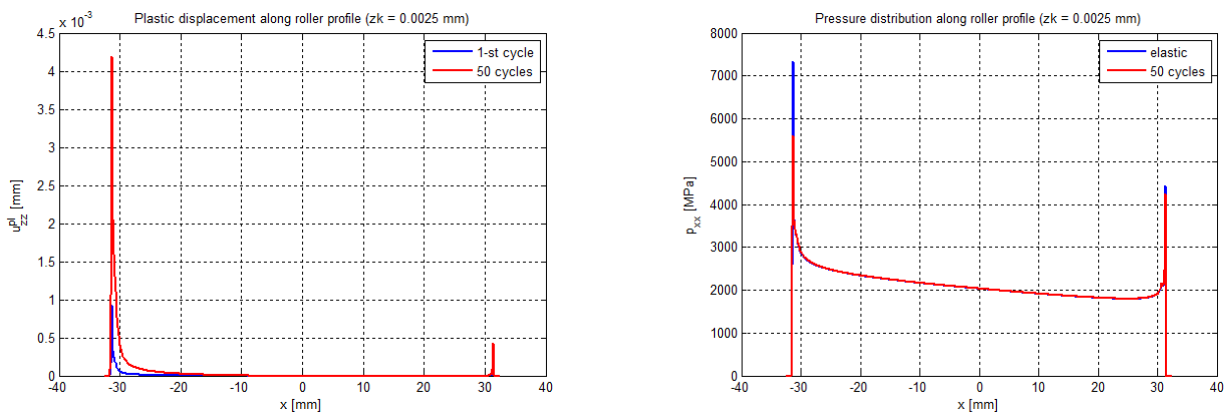 Plastic displacement along roller profile (zk = 0.0025 mm)
x 10⁻³
4.5
4
3.5
3
2.5
2
1.5
1
0.5
0
u_zz^pl [mm]
1-st cycle
50 cycles
-40 -30 -20 -10 0 10 20 30 40
x [mm]
Pressure distribution along roller profile (zk = 0.0025 mm)
8000
7000
6000
5000
4000
3000
2000
1000
0
p_xx [MPa]
elastic
50 cycles
-40 -30 -20 -10 0 10 20 30 40
x [mm]